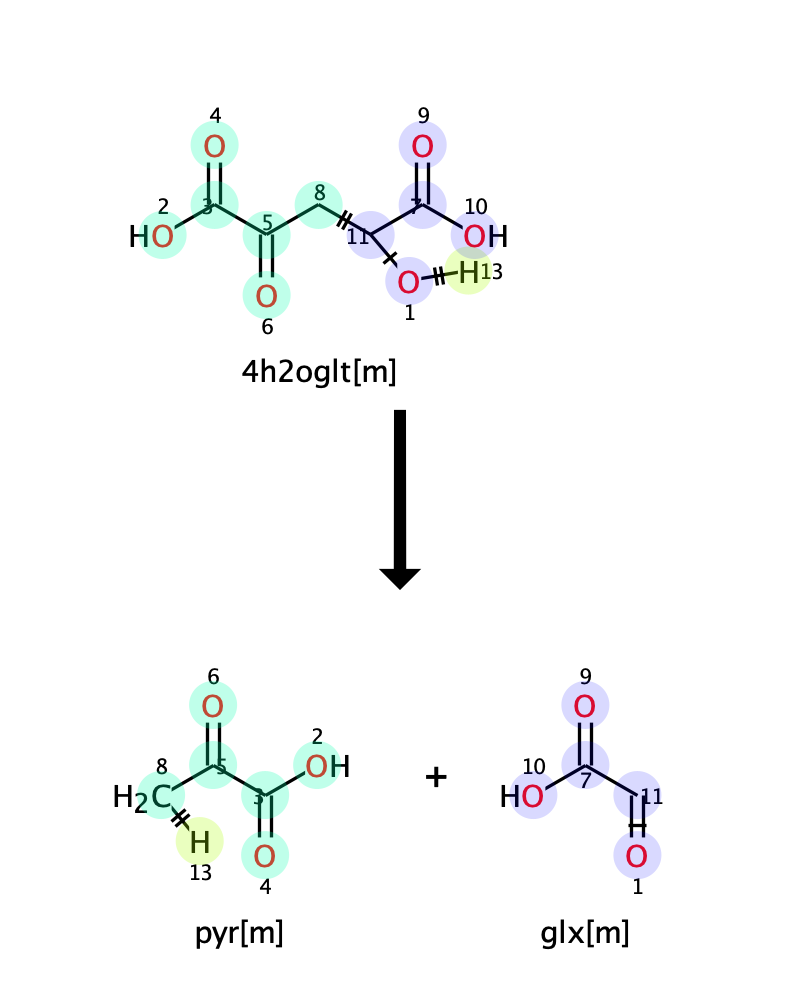 4 9
O O
2 3 5 8 11 7 10
HO O OH
O H13
6 1
4h2oglt[m]
6 9
O O
8 5 3 2 10 7 11
H2C OH + HO
H O O
13 4 1
pyr[m] glx[m]